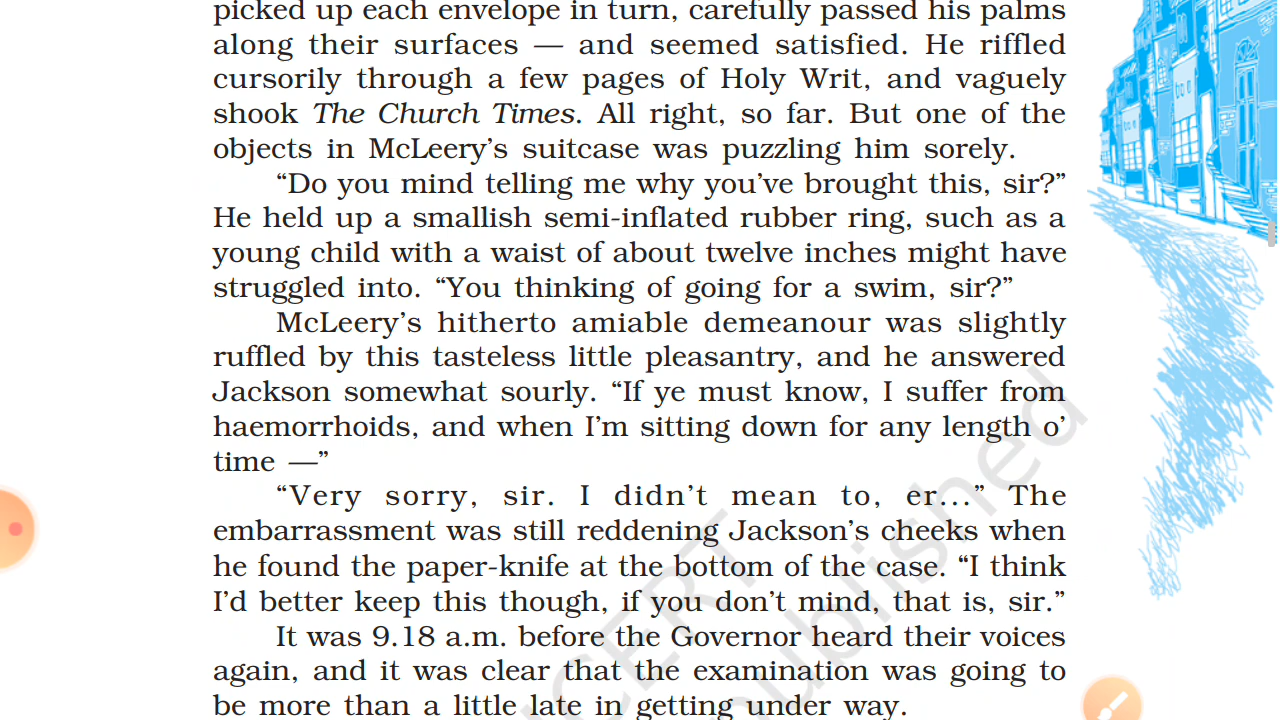 picked up each envelope in turn, carefully passed his palms
along their surfaces — and seemed satisfied. He riffled
cursorily through a few pages of Holy Writ, and vaguely
shook The Church Times. All right, so far. But one of the
objects in McLeery’s suitcase was puzzling him sorely.
“Do you mind telling me why you’ve brought this, sir?”
He held up a smallish semi-inflated rubber ring, such as a
young child with a waist of about twelve inches might have
struggled into. “You thinking of going for a swim, sir?”
McLeery’s hitherto amiable demeanour was slightly
ruffled by this tasteless little pleasantry, and he answered
Jackson somewhat sourly. “If ye must know, I suffer from
haemorrhoids, and when I’m sitting down for any length o’
time —”
“Very sorry, sir. I didn’t mean to, er...” The
embarrassment was still reddening Jackson’s cheeks when
he found the paper-knife at the bottom of the case. “I think
I’d better keep this though, if you don’t mind, that is, sir.”
It was 9.18 a.m. before the Governor heard their voices
again, and it was clear that the examination was going to
be more than a little late in getting under way.
NCERT
published